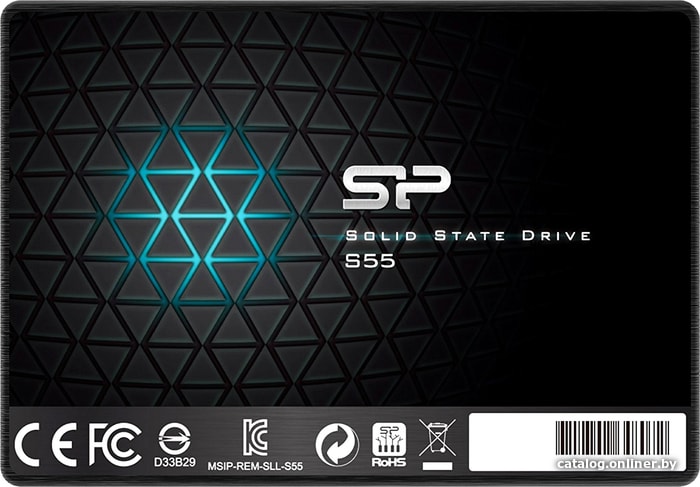 SP
SOLID STATE DRIVE
S55
CE FC D33B29 MSIP-REM-SLL-S55 SP RoHS
catalog.onliner.by